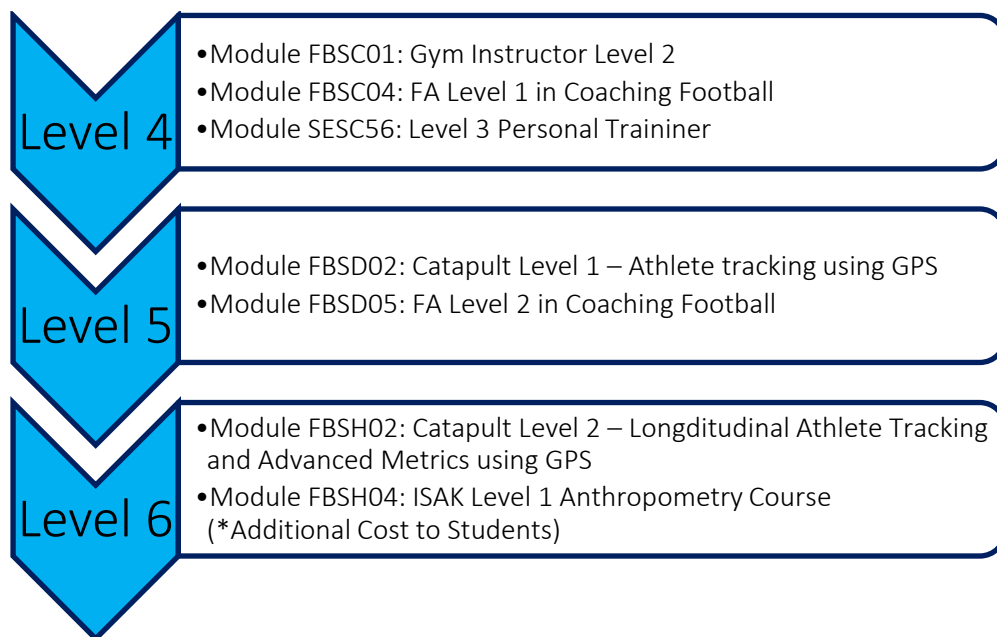 Level 4
•Module FBSC01: Gym Instructor Level 2
•Module FBSC04: FA Level 1 in Coaching Football
•Module SESC56: Level 3 Personal Traininer
Level 5
•Module FBSD02: Catapult Level 1 – Athlete tracking using GPS
•Module FBSD05: FA Level 2 in Coaching Football
Level 6
•Module FBSH02: Catapult Level 2 – Longditudinal Athlete Tracking
and Advanced Metrics using GPS
•Module FBSH04: ISAK Level 1 Anthropometry Course
(*Additional Cost to Students)